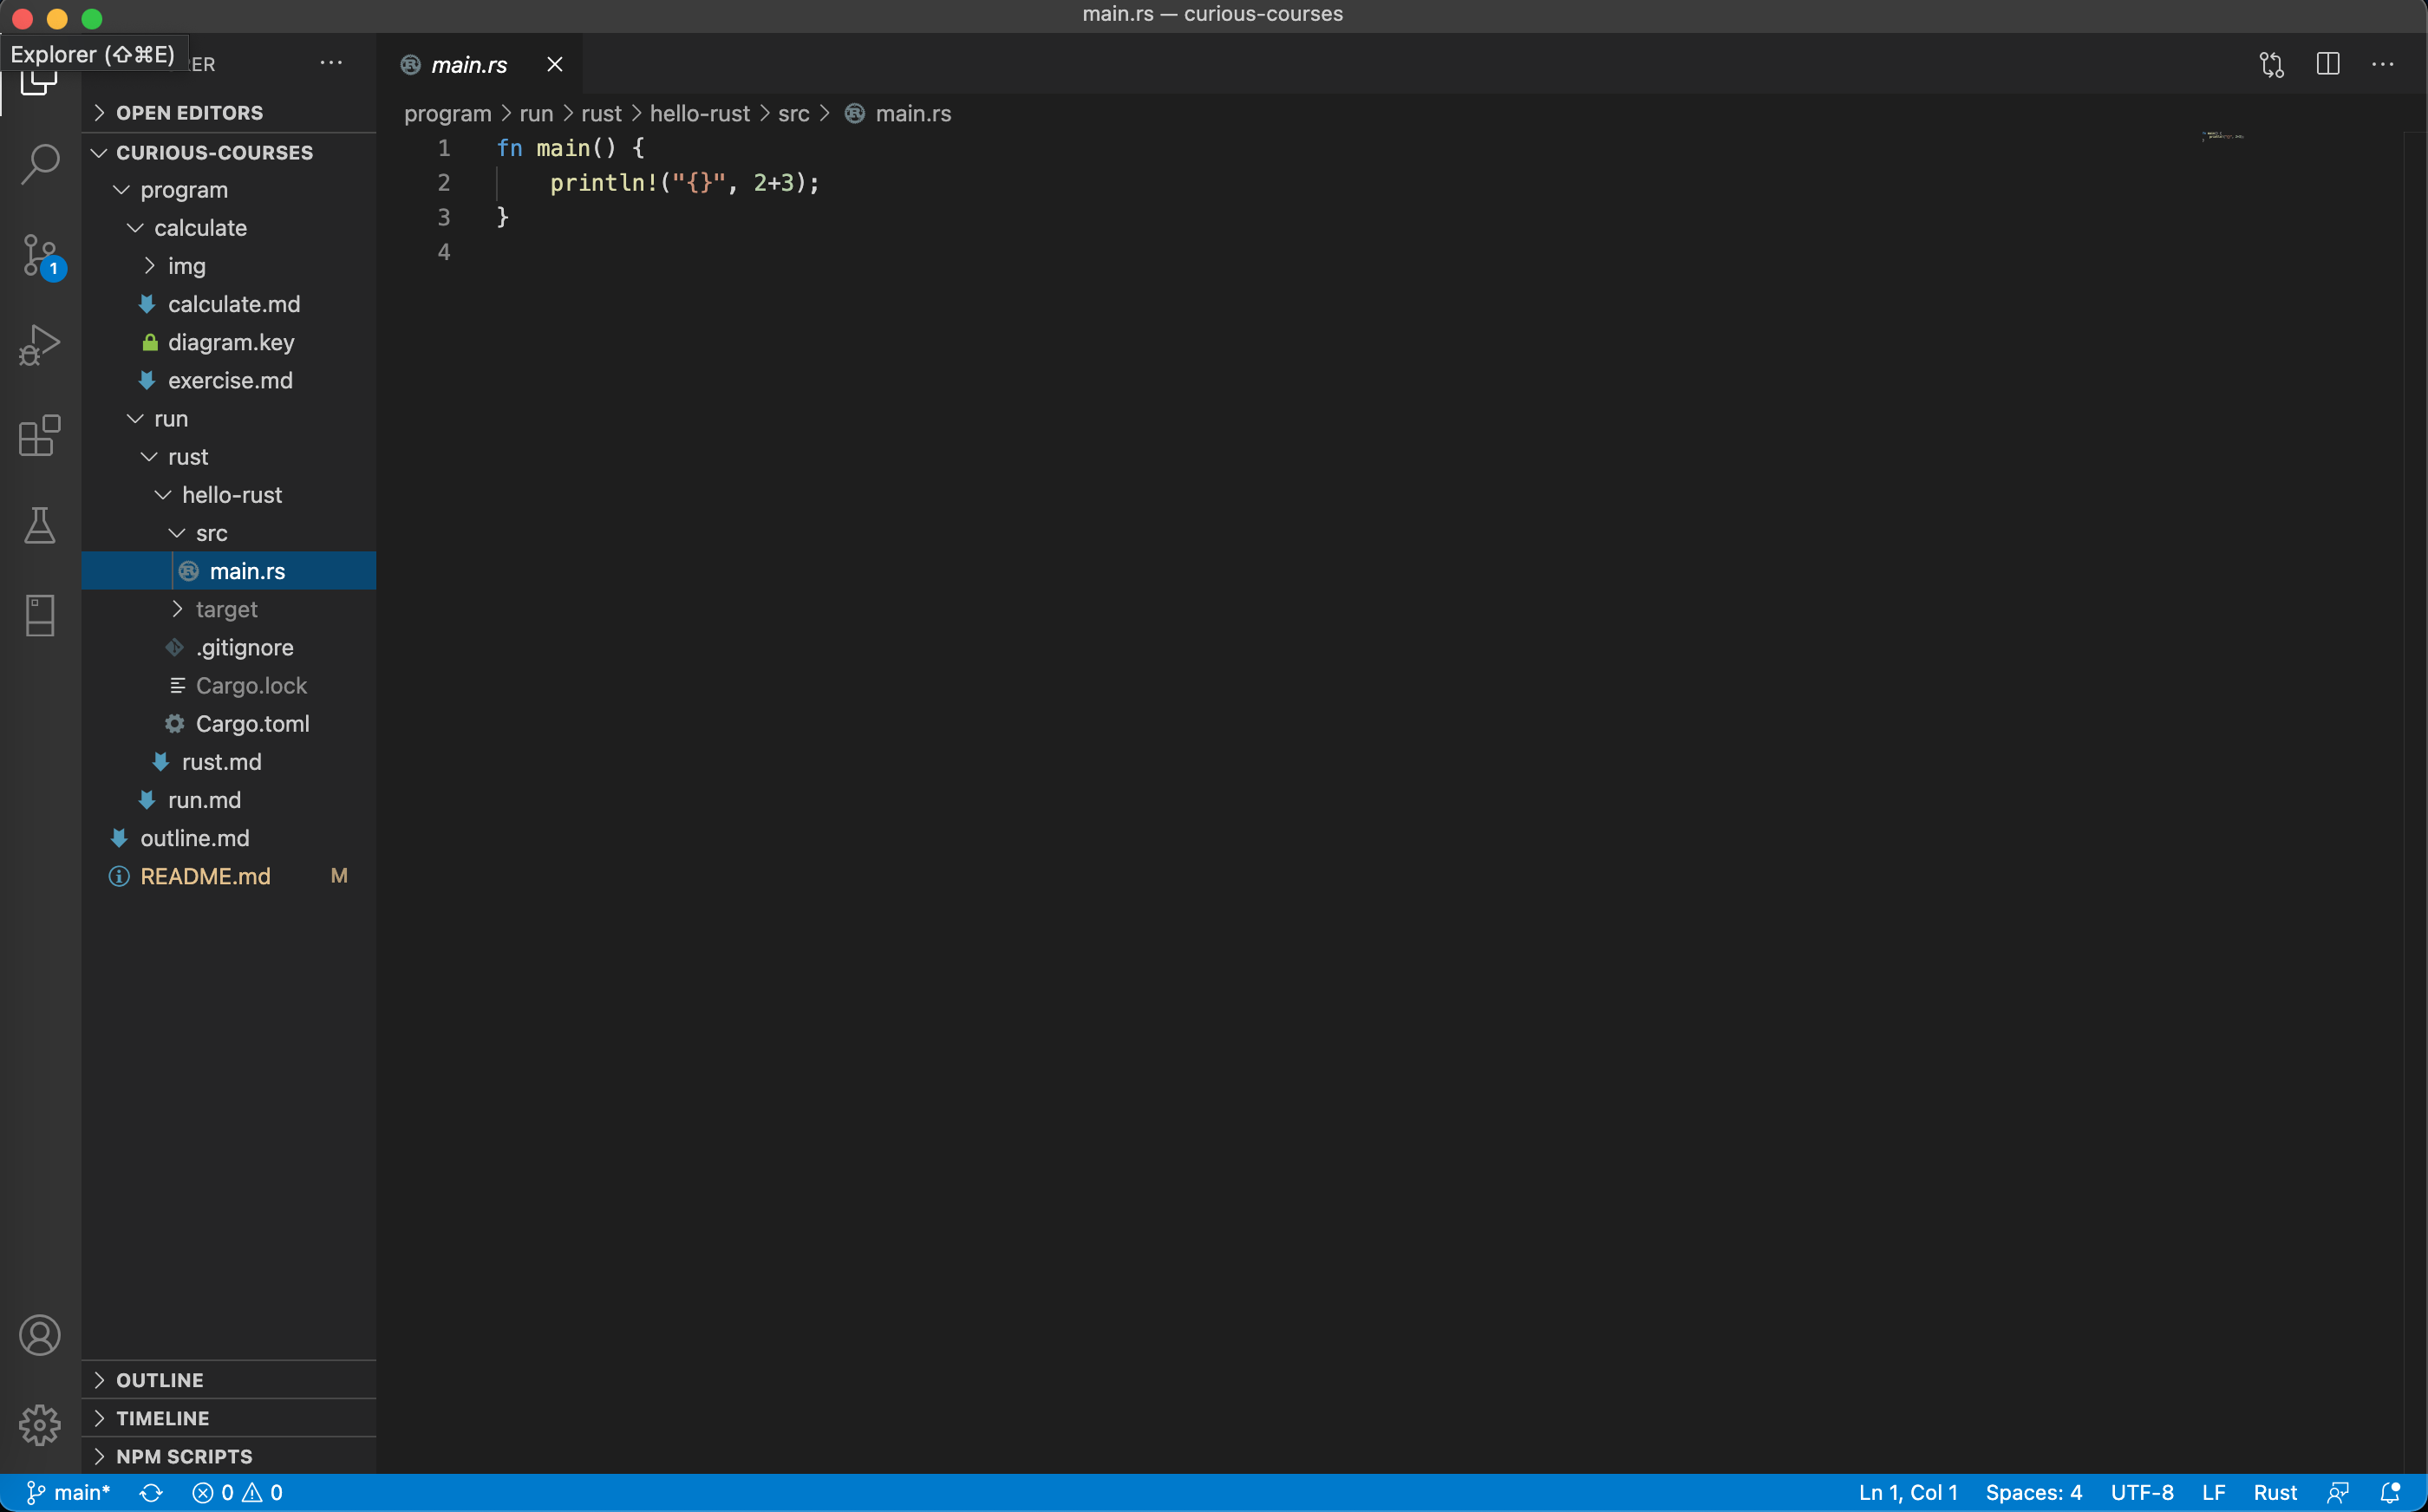 main.rs — curious-courses
Explorer (⇧⌘E)
RER
main.rs
OPEN EDITORS
program > run > rust > hello-rust > src > main.rs
CURIOUS-COURSES
program
calculate
img
calculate.md
diagram.key
exercise.md
run
rust
hello-rust
src
main.rs
target
.gitignore
Cargo.lock
Cargo.toml
rust.md
run.md
outline.md
README.md M
1 fn main() {
2     println!("{}", 2+3);
3 }
4
1
OUTLINE
TIMELINE
NPM SCRIPTS
main* 0 0 Ln 1, Col 1 Spaces: 4 UTF-8 LF Rust